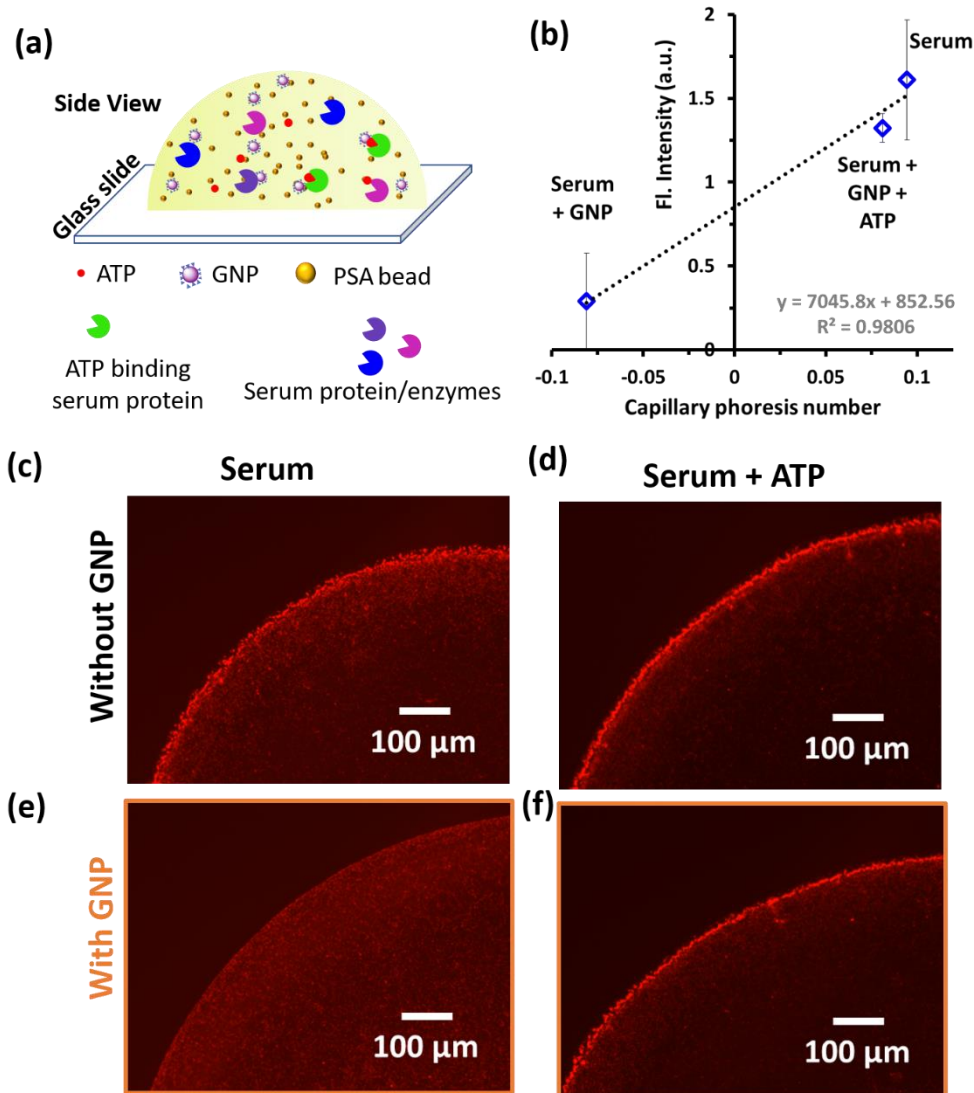 (a)
Side View
Glass slide
ATP
GNP
PSA bead
ATP binding
serum protein
Serum protein/enzymes
(b)
Fl. Intensity (a.u.)
2
1.5
1
0.5
0
-0.1
-0.05
0
0.05
0.1
Capillary phoresis number
Serum
Serum +
GNP +
ATP
Serum
+ GNP
y = 7045.8x + 852.56
R² = 0.9806
(c)
Serum
(d)
Serum + ATP
Without GNP
100 μm
100 μm
(e)
(f)
With GNP
100 μm
100 μm